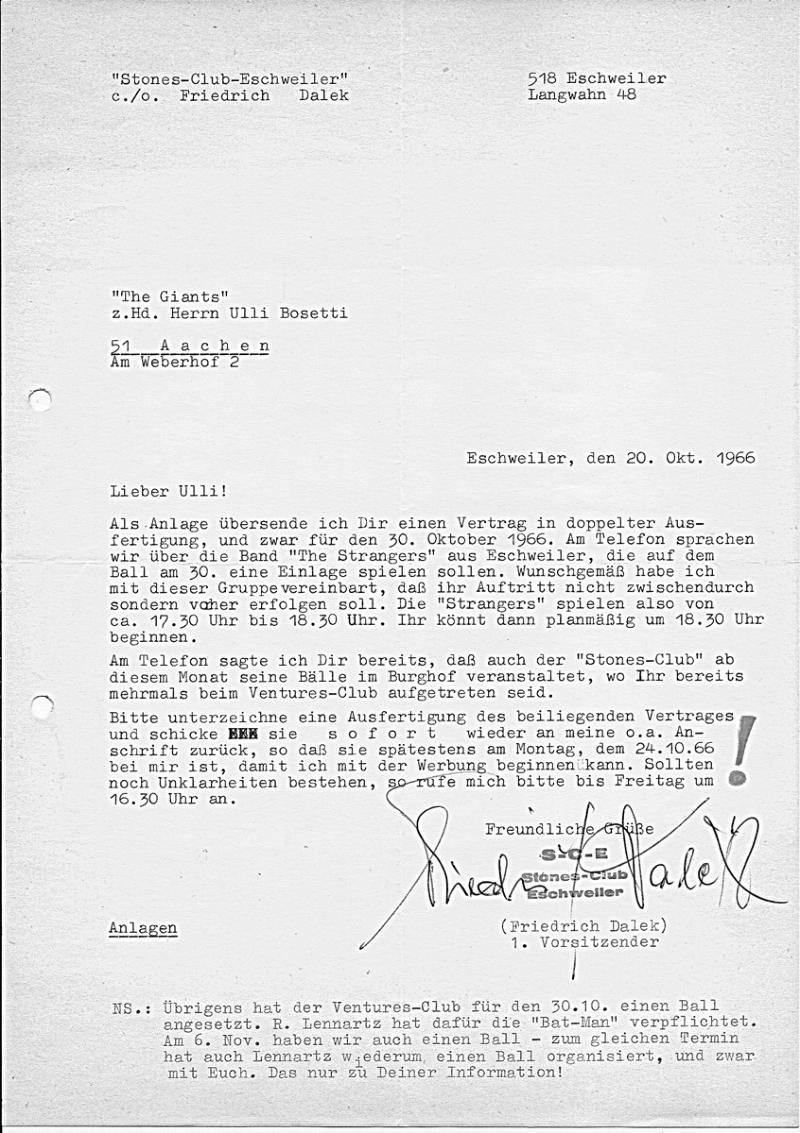 "Stones-Club-Eschweiler" 518 Eschweiler
c./o. Friedrich Dalek Langwahn 48
"The Giants"
z.Hd. Herrn Ulli Bosetti
51 A a c h e n
Am Weberhof 2
Eschweiler, den 20. Okt. 1966
Lieber Ulli!
Als Anlage übersende ich Dir einen Vertrag in doppelter Aus-
fertigung, und zwar für den 30. Oktober 1966. Am Telefon sprachen
wir über die Band "The Strangers" aus Eschweiler, die auf dem
Ball am 30. eine Einlage spielen sollen. Wunschgemäß habe ich
mit dieser Gruppevereinbart, daß ihr Auftritt nicht zwischendurch
sondern voher erfolgen soll. Die "Strangers" spielen also von
ca. 17.30 Uhr bis 18.30 Uhr. Ihr könnt dann planmäßig um 18.30 Uhr
beginnen.
Am Telefon sagte ich Dir bereits, daß auch der "Stones-Club" ab
diesem Monat seine Bälle im Burghof veranstaltet, wo Ihr bereits
mehrmals beim Ventures-Club aufgetreten seid.
Bitte unterzeichne eine Ausfertigung des beiliegenden Vertrages
und schicke sie s o f o r t wieder an meine o.a. An-
schrift zurück, so daß sie spätestens am Montag, dem 24.10.66
bei mir ist, damit ich mit der Werbung beginnen kann. Sollten
noch Unklarheiten bestehen, so rufe mich bitte bis Freitag um
16.30 Uhr an.
!
Freundliche Grüße
S-C-E
Stones-Club
Eschweiler
Friedrich Dalek
Anlagen (Friedrich Dalek)
1. Vorsitzender
NS.: Übrigens hat der Ventures-Club für den 30.10. einen Ball
angesetzt. R. Lennartz hat dafür die "Bat-Man" verpflichtet.
Am 6. Nov. haben wir auch einen Ball - zum gleichen Termin
hat auch Lennartz wiederum einen Ball organisiert, und zwar
mit Euch. Das nur zu Deiner Information!